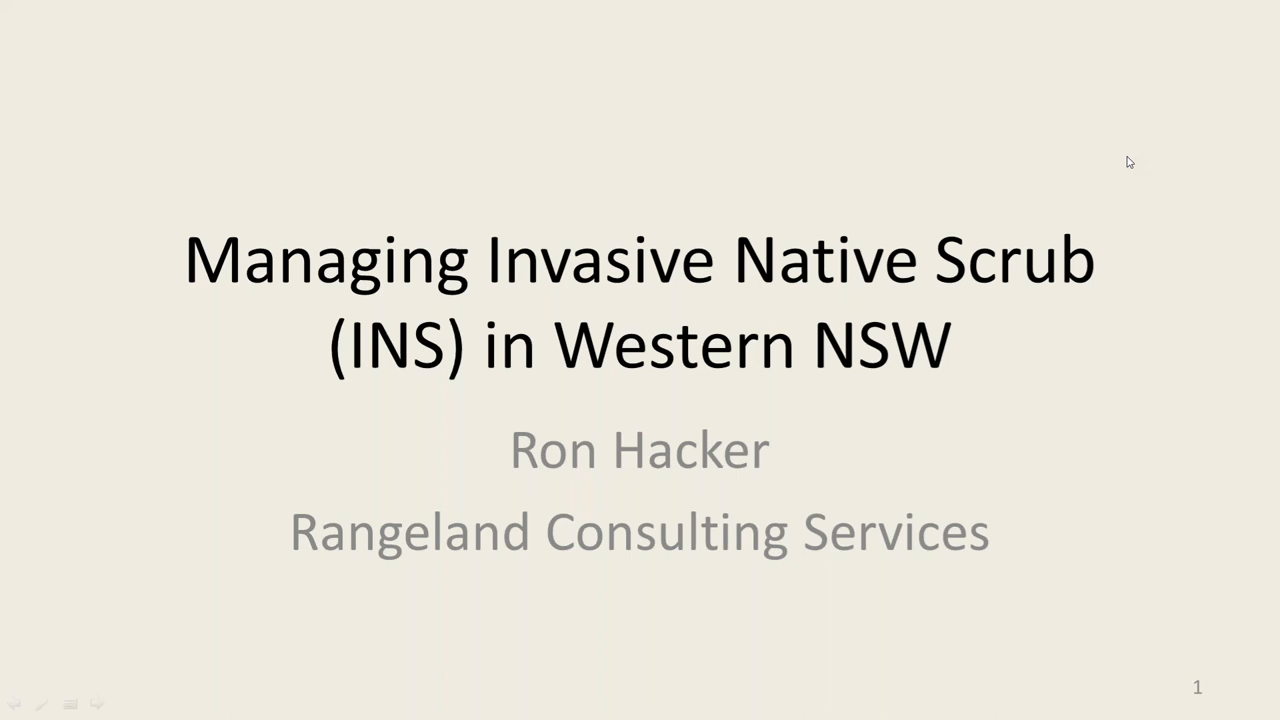 Managing Invasive Native Scrub
(INS) in Western NSW
Ron Hacker
Rangeland Consulting Services
1